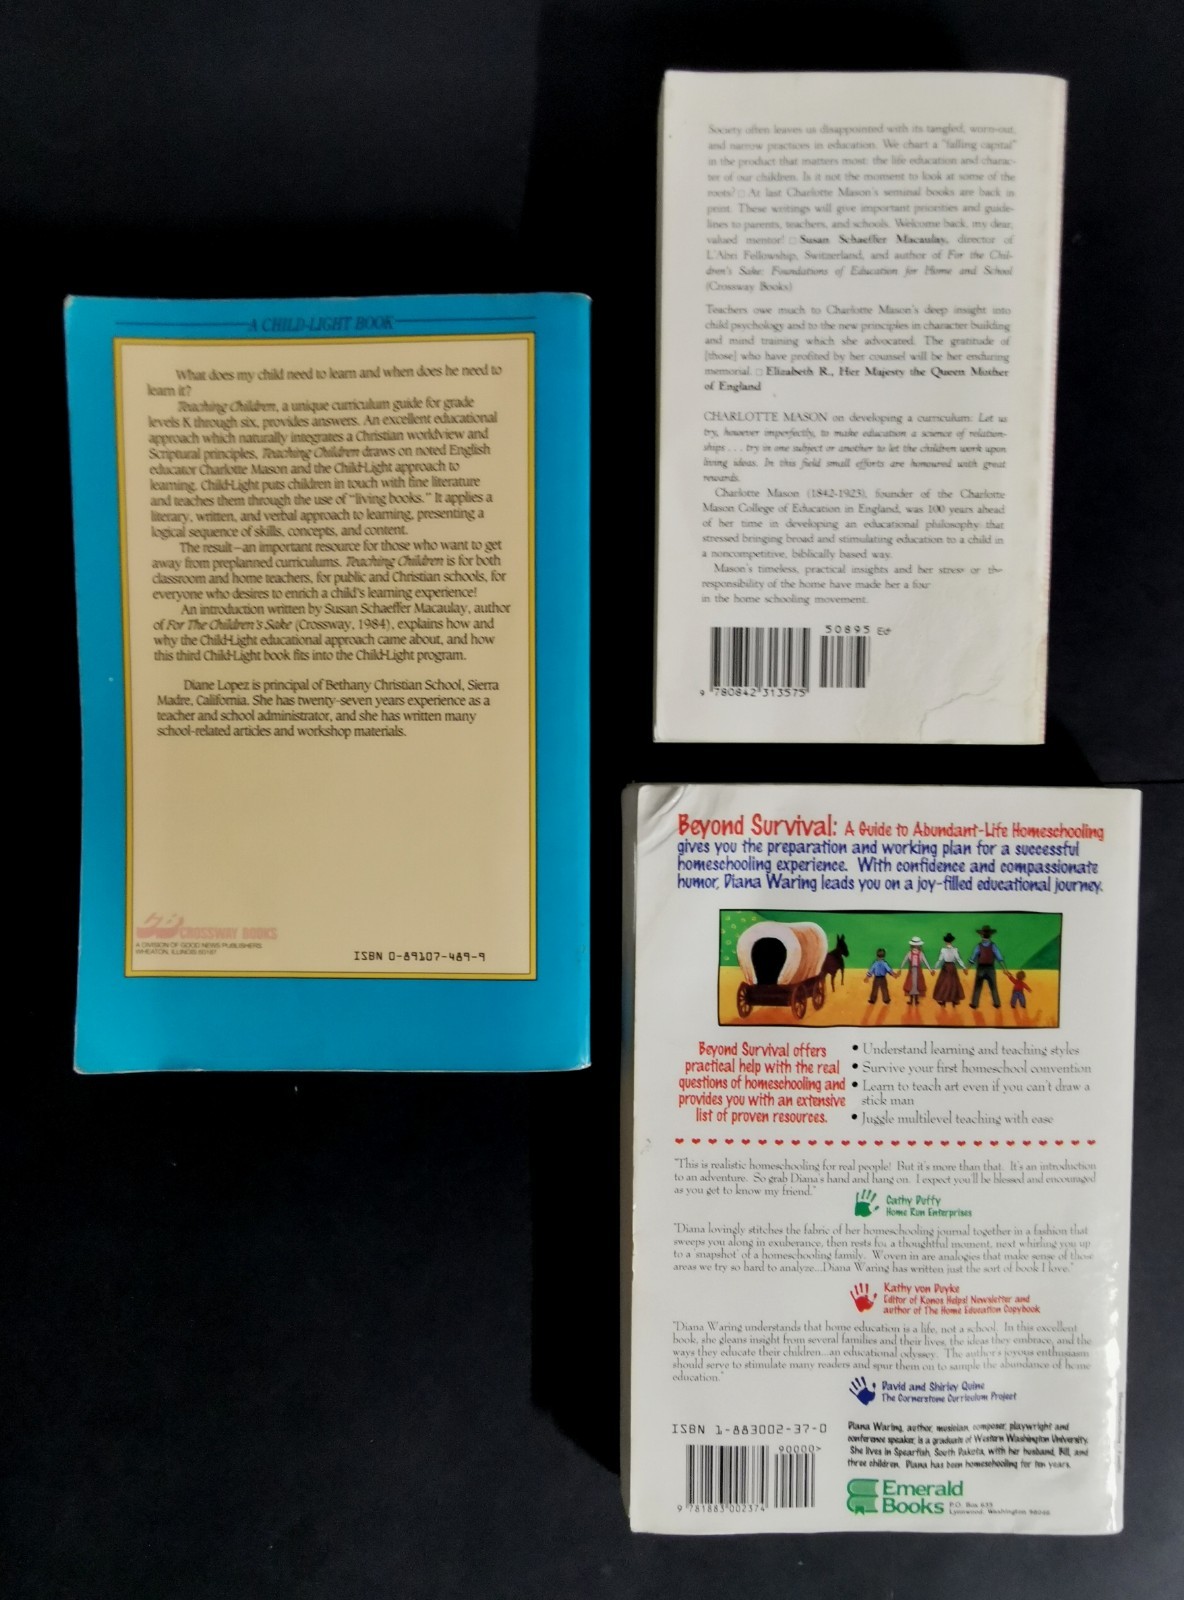 A CHILD-LIGHT BOOK
What does my child need to learn and when does he need to
learn it?
Teaching Children, a unique curriculum guide for grade
levels K through six, provides answers. An excellent educational
approach which naturally integrates a Christian worldview and
Scriptural principles, Teaching Children draws on noted English
educator Charlotte Mason and the Child-Light approach to
learning. Child-Light puts children in touch with fine literature
and teaches them through the use of "living books." It applies a
literary, written, and verbal approach to learning, presenting a
logical sequence of skills, concepts, and content.
The result—an important resource for those who want to get
away from preplanned curriculums. Teaching Children is for both
classroom and home teachers, for public and Christian schools, for
everyone who desires to enrich a child's learning experience!
An introduction written by Susan Schaeffer Macaulay, author
of For The Children's Sake (Crossway, 1984), explains how and
why the Child-Light educational approach came about, and how
this third Child-Light book fits into the Child-Light program.
Diane Lopez is principal of Bethany Christian School, Sierra
Madre, California. She has twenty-seven years experience as a
teacher and school administrator, and she has written many
school-related articles and workshop materials.
CROSSWAY BOOKS
A DIVISION OF GOOD NEWS PUBLISHERS
WHEATON, ILLINOIS 60187
ISBN 0-89107-489-9
Society often leaves us disappointed with its tangled, worn-out,
and narrow practices in education. We chart a "falling capital"
in the product that matters most: the life education and charac-
ter of our children. Is it not the moment to look at some of the
roots? □ At last Charlotte Mason's seminal books are back in
print. These writings will give important priorities and guide-
lines to parents, teachers, and schools. Welcome back, my dear,
valued mentor! □ Susan Schaeffer Macaulay, director of
L'Abri Fellowship, Switzerland, and author of For the Chil-
dren's Sake: Foundations of Education for Home and School
(Crossway Books)
Teachers owe much to Charlotte Mason's deep insight into
child psychology and to the new principles in character building
and mind training which she advocated. The gratitude of
[those] who have profited by her counsel will be her enduring
memorial. □ Elizabeth R., Her Majesty the Queen Mother
of England
CHARLOTTE MASON on developing a curriculum: Let us
try, however imperfectly, to make education a science of relation-
ships . . . try in one subject or another to let the children work upon
living ideas. In this field small efforts are honoured with great
rewards.
Charlotte Mason (1842-1923), founder of the Charlotte
Mason College of Education in England, was 100 years ahead
of her time in developing an educational philosophy that
stressed bringing broad and stimulating education to a child in
a noncompetitive, biblically based way.
Mason's timeless, practical insights and her stress on the
responsibility of the home have made her a four
in the home schooling movement.
50895
9 780842 313575
Beyond Survival: A Guide to Abundant-Life Homeschooling
gives you the preparation and working plan for a successful
homeschooling experience. With confidence and compassionate
humor, Diana Waring leads you on a joy-filled educational journey.
Beyond Survival offers
practical help with the real
questions of homeschooling and
provides you with an extensive
list of proven resources.
• Understand learning and teaching styles
• Survive your first homeschool convention
• Learn to teach art even if you can't draw a
stick man
• Juggle multilevel teaching with ease
"This is realistic homeschooling for real people! But it's more than that. It's an introduction
to an adventure. So grab Diana's hand and hang on. I expect you'll be blessed and encouraged
as you get to know my friend."
Cathy Duffy
Home Run Enterprises
"Diana lovingly stitches the fabric of her homeschooling journal together in a fashion that
sweeps you along in exuberance, then rests for a thoughtful moment, next whirling you up
to a 'snapshot' of a homeschooling family. Woven in are analogies that make sense of those
areas we try so hard to analyze...Diana Waring has written just the sort of book I love."
Kathy von Duyke
Editor of Konos Helps! Newsletter and
author of The Home Education Copybook
"Diana Waring understands that home education is a life, not a school. In this excellent
book, she gleans insight from several families and their lives, the ideas they embrace, and the
ways they educate their children...an educational odyssey. The author's joyous enthusiasm
should serve to stimulate many readers and spur them on to sample the abundance of home
education."
David and Shirley Quine
The Cornerstone Curriculum Project
ISBN 1-883002-37-0
90000>
9 781883 002374
Diana Waring, author, musician, composer, playwright and
conference speaker, is a graduate of Western Washington University.
She lives in Spearfish, South Dakota, with her husband, Bill, and
three children. Diana has been homeschooling for ten years.
Emerald
Books
P.O. Box 635
Lynnwood, Washington 98046